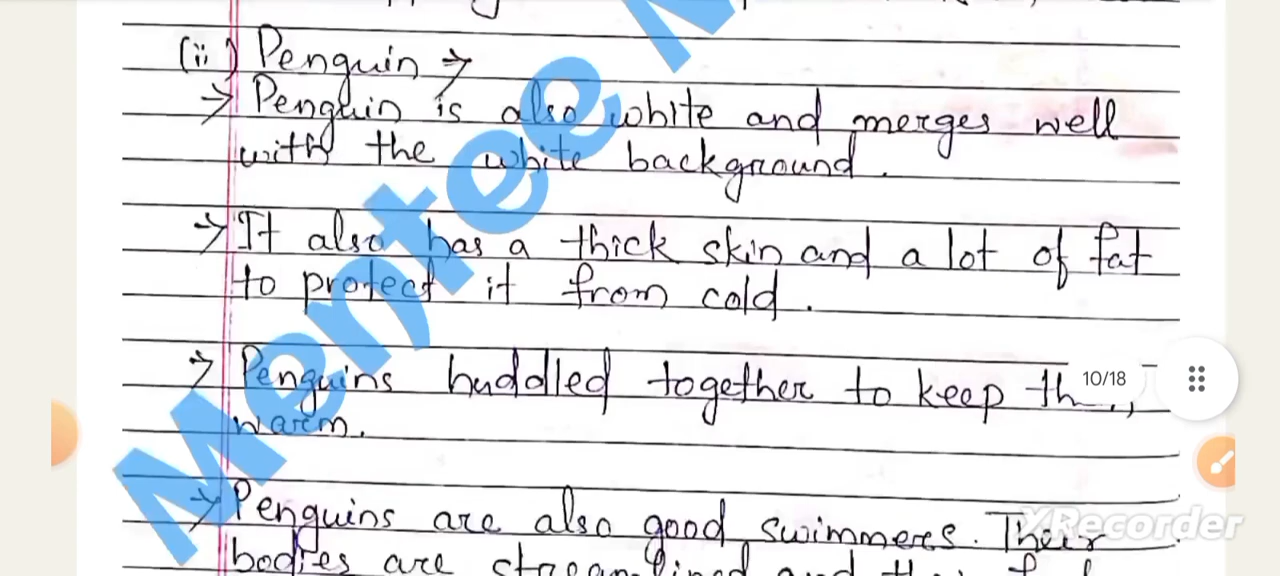 (ii) Penguin →
→ Penguin is also white and merges well
with the white background.
→ It also has a thick skin and a lot of fat
to protect it from cold.
→ Penguins huddled together to keep
warm.
→ Penguins are also good swimmers. Their
bodies are streamlined and
Mentee
10/18
XRecorder